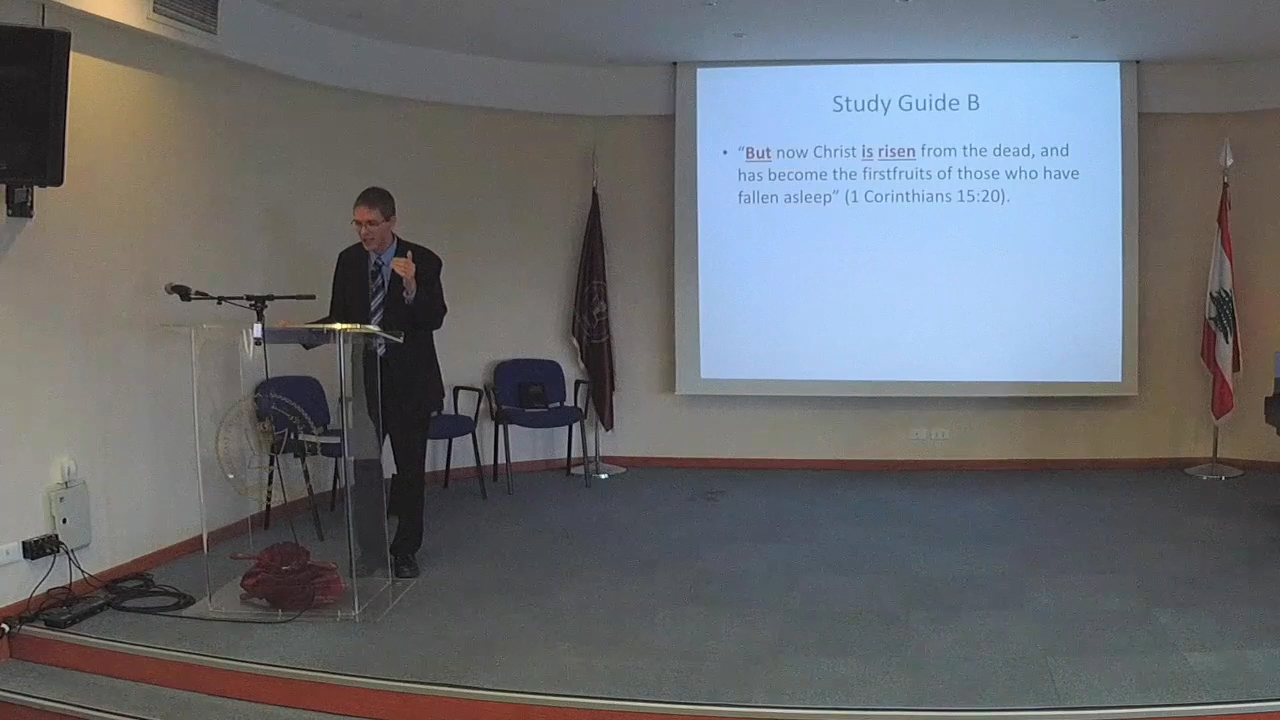 Study Guide B
• “But now Christ is risen from the dead, and
has become the firstfruits of those who have
fallen asleep” (1 Corinthians 15:20).